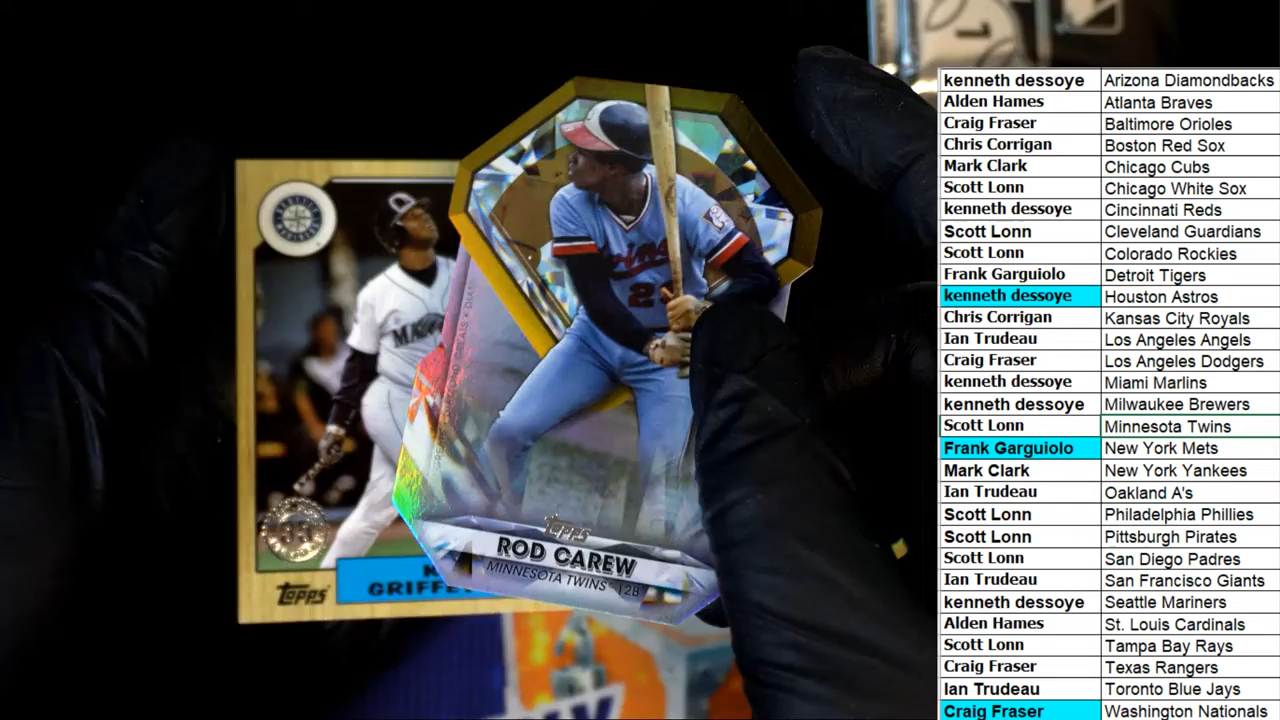 35
Topps
GRIFFE
Topps
ROD CAREW
MINNESOTA TWINS • 12B
kenneth dessoye Arizona Diamondbacks
Alden Hames Atlanta Braves
Craig Fraser Baltimore Orioles
Chris Corrigan Boston Red Sox
Mark Clark Chicago Cubs
Scott Lonn Chicago White Sox
kenneth dessoye Cincinnati Reds
Scott Lonn Cleveland Guardians
Scott Lonn Colorado Rockies
Frank Garguiolo Detroit Tigers
kenneth dessoye Houston Astros
Chris Corrigan Kansas City Royals
Ian Trudeau Los Angeles Angels
Craig Fraser Los Angeles Dodgers
kenneth dessoye Miami Marlins
kenneth dessoye Milwaukee Brewers
Scott Lonn Minnesota Twins
Frank Garguiolo New York Mets
Mark Clark New York Yankees
Ian Trudeau Oakland A's
Scott Lonn Philadelphia Phillies
Scott Lonn Pittsburgh Pirates
Scott Lonn San Diego Padres
Ian Trudeau San Francisco Giants
kenneth dessoye Seattle Mariners
Alden Hames St. Louis Cardinals
Scott Lonn Tampa Bay Rays
Craig Fraser Texas Rangers
Ian Trudeau Toronto Blue Jays
Craig Fraser Washington Nationals